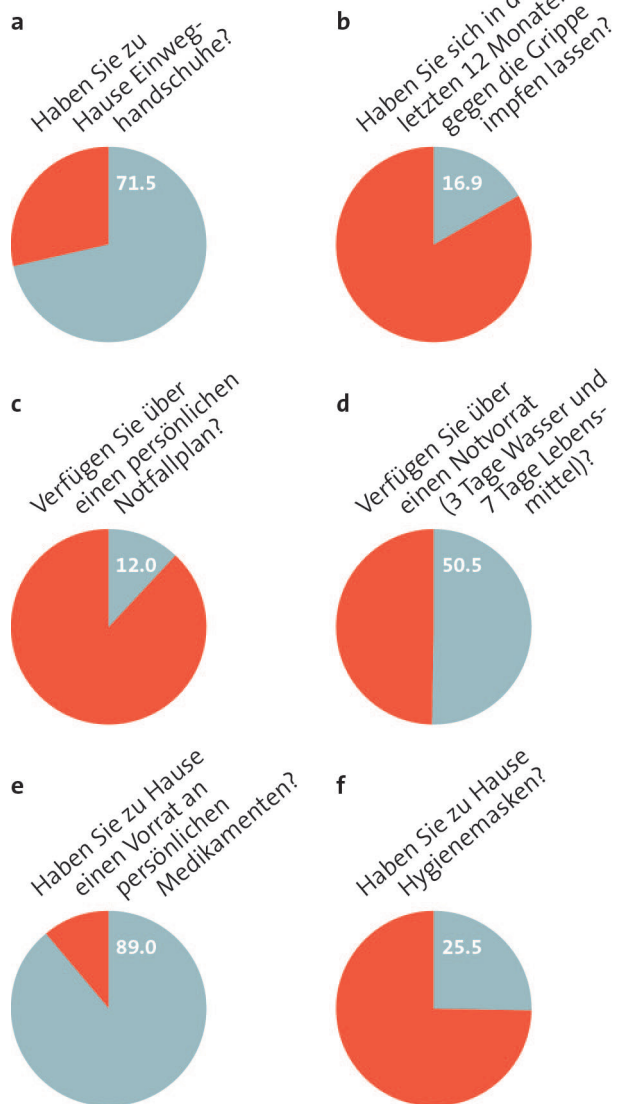 a
Haben Sie zu
Hause Einweg-
handschuhe?
71.5
b
Haben Sie sich in
letzten 12 Monaten
gegen die Grippe
impfen lassen?
16.9
c
Verfügen Sie über
einen persönlichen
Notfallplan?
12.0
d
Verfügen Sie über
einen Notvorrat
(3 Tage Wasser und
7 Tage Lebens-
mittel)?
50.5
e
Haben Sie zu Hause
einen Vorrat an
persönlichen
Medikamenten?
89.0
f
Haben Sie zu Hause
Hygienemasken?
25.5